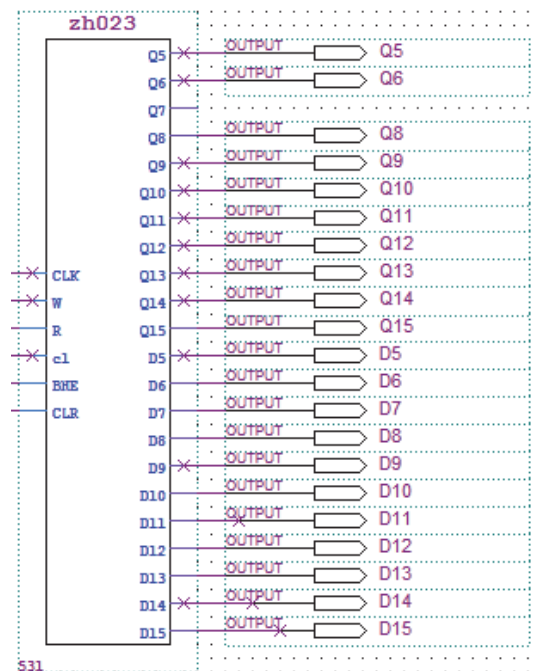 zh023
Q5 OUTPUT Q5
Q6 OUTPUT Q6
Q7
Q8 OUTPUT Q8
Q9 OUTPUT Q9
Q10 OUTPUT Q10
Q11 OUTPUT Q11
Q12 OUTPUT Q12
CLK Q13 OUTPUT Q13
W Q14 OUTPUT Q14
R Q15 OUTPUT Q15
cl D5 OUTPUT D5
BHE D6 OUTPUT D6
CLR D7 OUTPUT D7
D8 OUTPUT D8
D9 OUTPUT D9
D10 OUTPUT D10
D11 OUTPUT D11
D12 OUTPUT D12
D13 OUTPUT D13
D14 OUTPUT D14
D15 OUTPUT D15
531